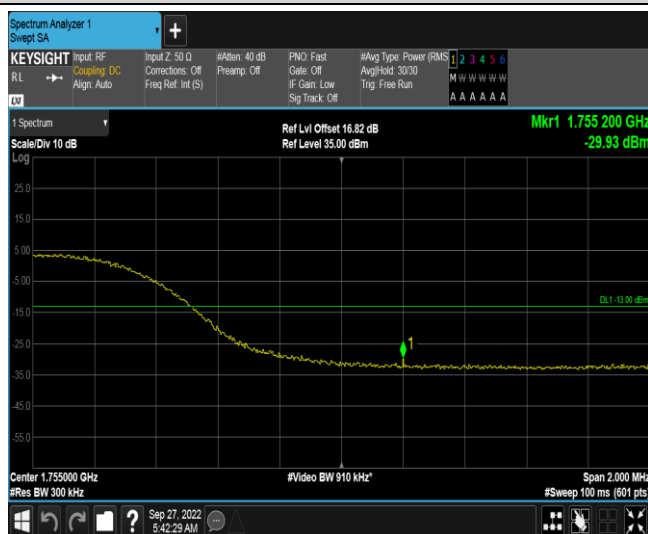 Spectrum Analyzer 1
Swept SA
KEYSIGHT
RL
LXI
Input: RF
Coupling: DC
Align: Auto
Input Z: 50 Ω
Corrections: Off
Freq Ref: Int (S)
#Atten: 40 dB
Preamp: Off
PNO: Fast
Gate: Off
IF Gain: Low
Sig Track: Off
#Avg Type: Power (RMS
Avg|Hold: 30/30
Trig: Free Run
1 2 3 4 5 6
M W W W W W
A A A A A A
1 Spectrum
Scale/Div 10 dB
Ref Lvl Offset 16.82 dB
Ref Level 35.00 dBm
Mkr1 1.755 200 GHz
-29.93 dBm
Log
25.0
15.0
5.00
-5.00
DL1 -13.00 dBm
-15.0
-25.0
1
-35.0
-45.0
-55.0
Center 1.755000 GHz
#Video BW 910 kHz*
Span 2.000 MHz
#Res BW 300 kHz
#Sweep 100 ms (601 pts)
Sep 27, 2022
5:42:29 AM